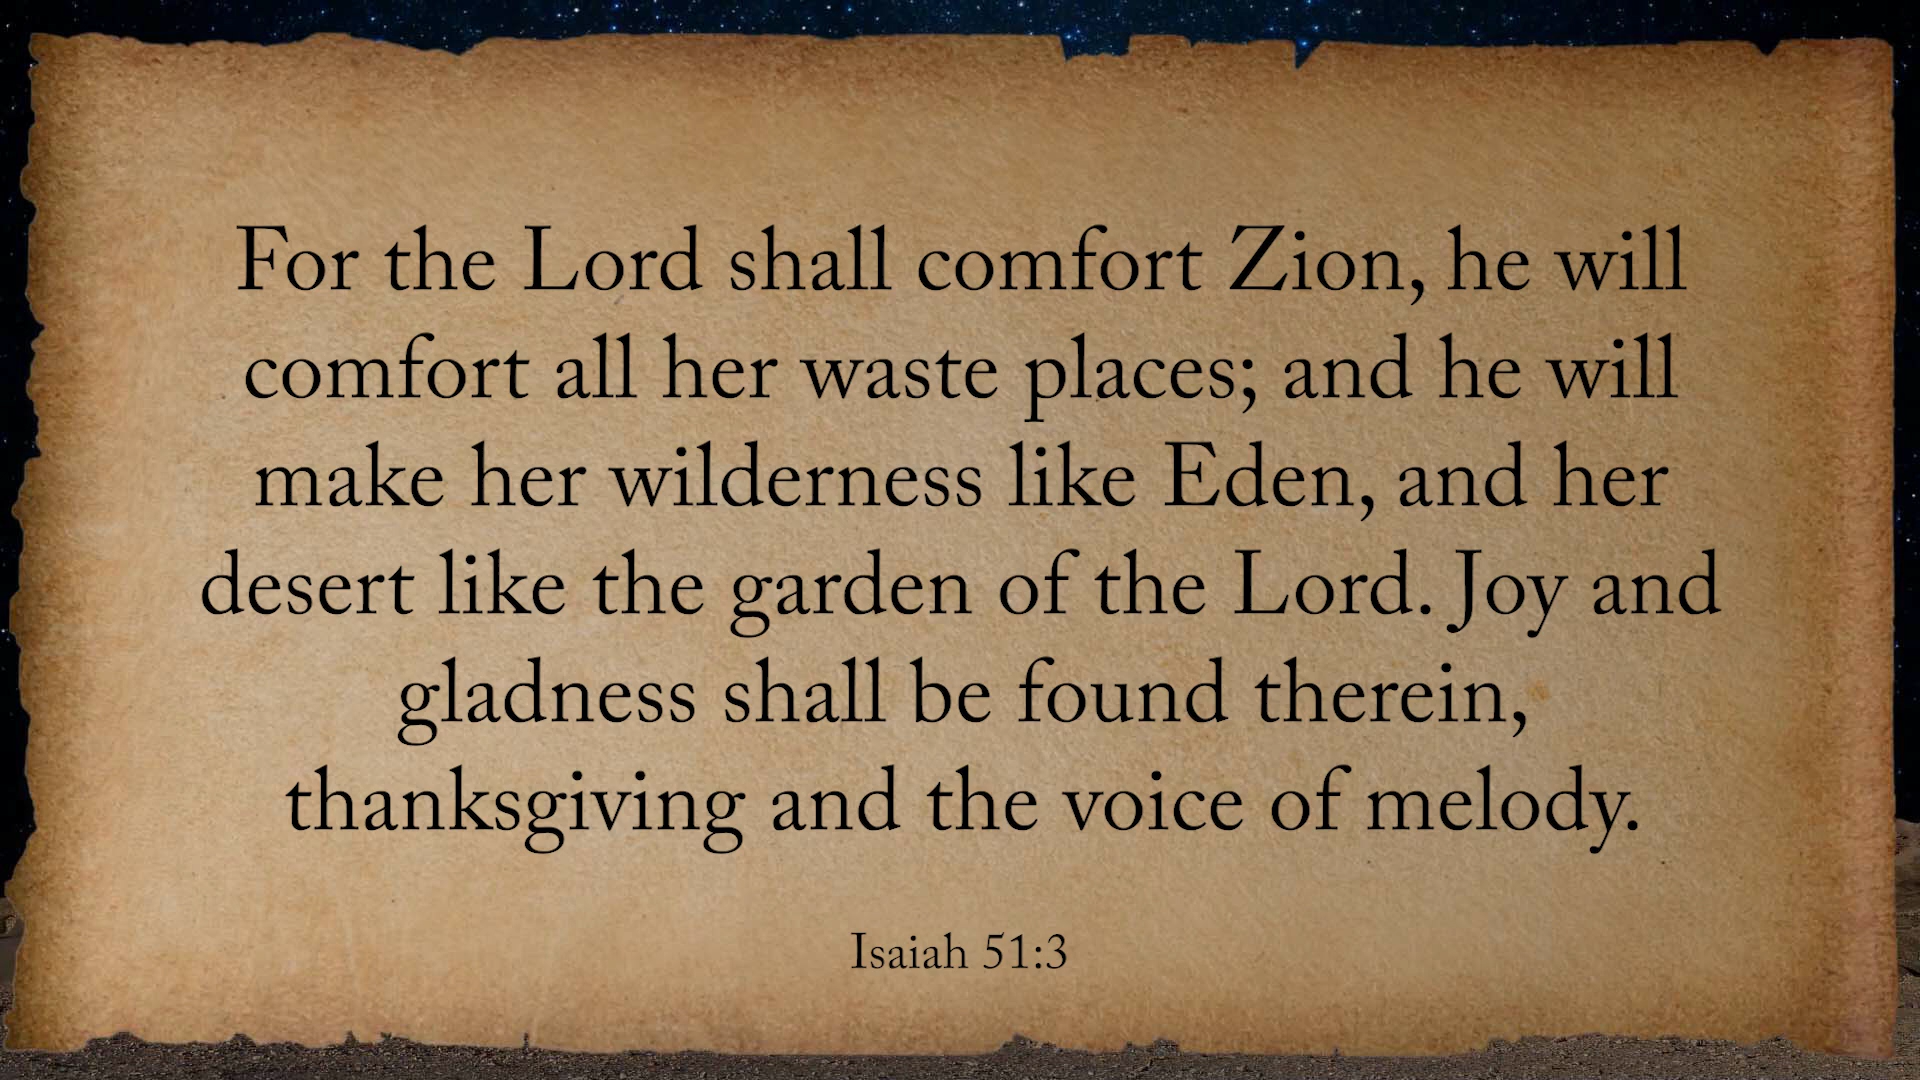 For the Lord shall comfort Zion, he will
comfort all her waste places; and he will
make her wilderness like Eden, and her
desert like the garden of the Lord. Joy and
gladness shall be found therein,
thanksgiving and the voice of melody.
Isaiah 51:3